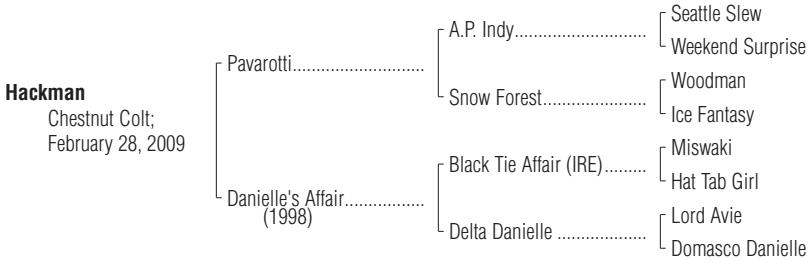 Hackman
Chestnut Colt;
February 28, 2009
Pavarotti............................
Danielle's Affair.................
(1998)
A.P. Indy............................
Snow Forest......................
Black Tie Affair (IRE).........
Delta Danielle ...................
Seattle Slew
Weekend Surprise
Woodman
Ice Fantasy
Miswaki
Hat Tab Girl
Lord Avie
Domasco Danielle